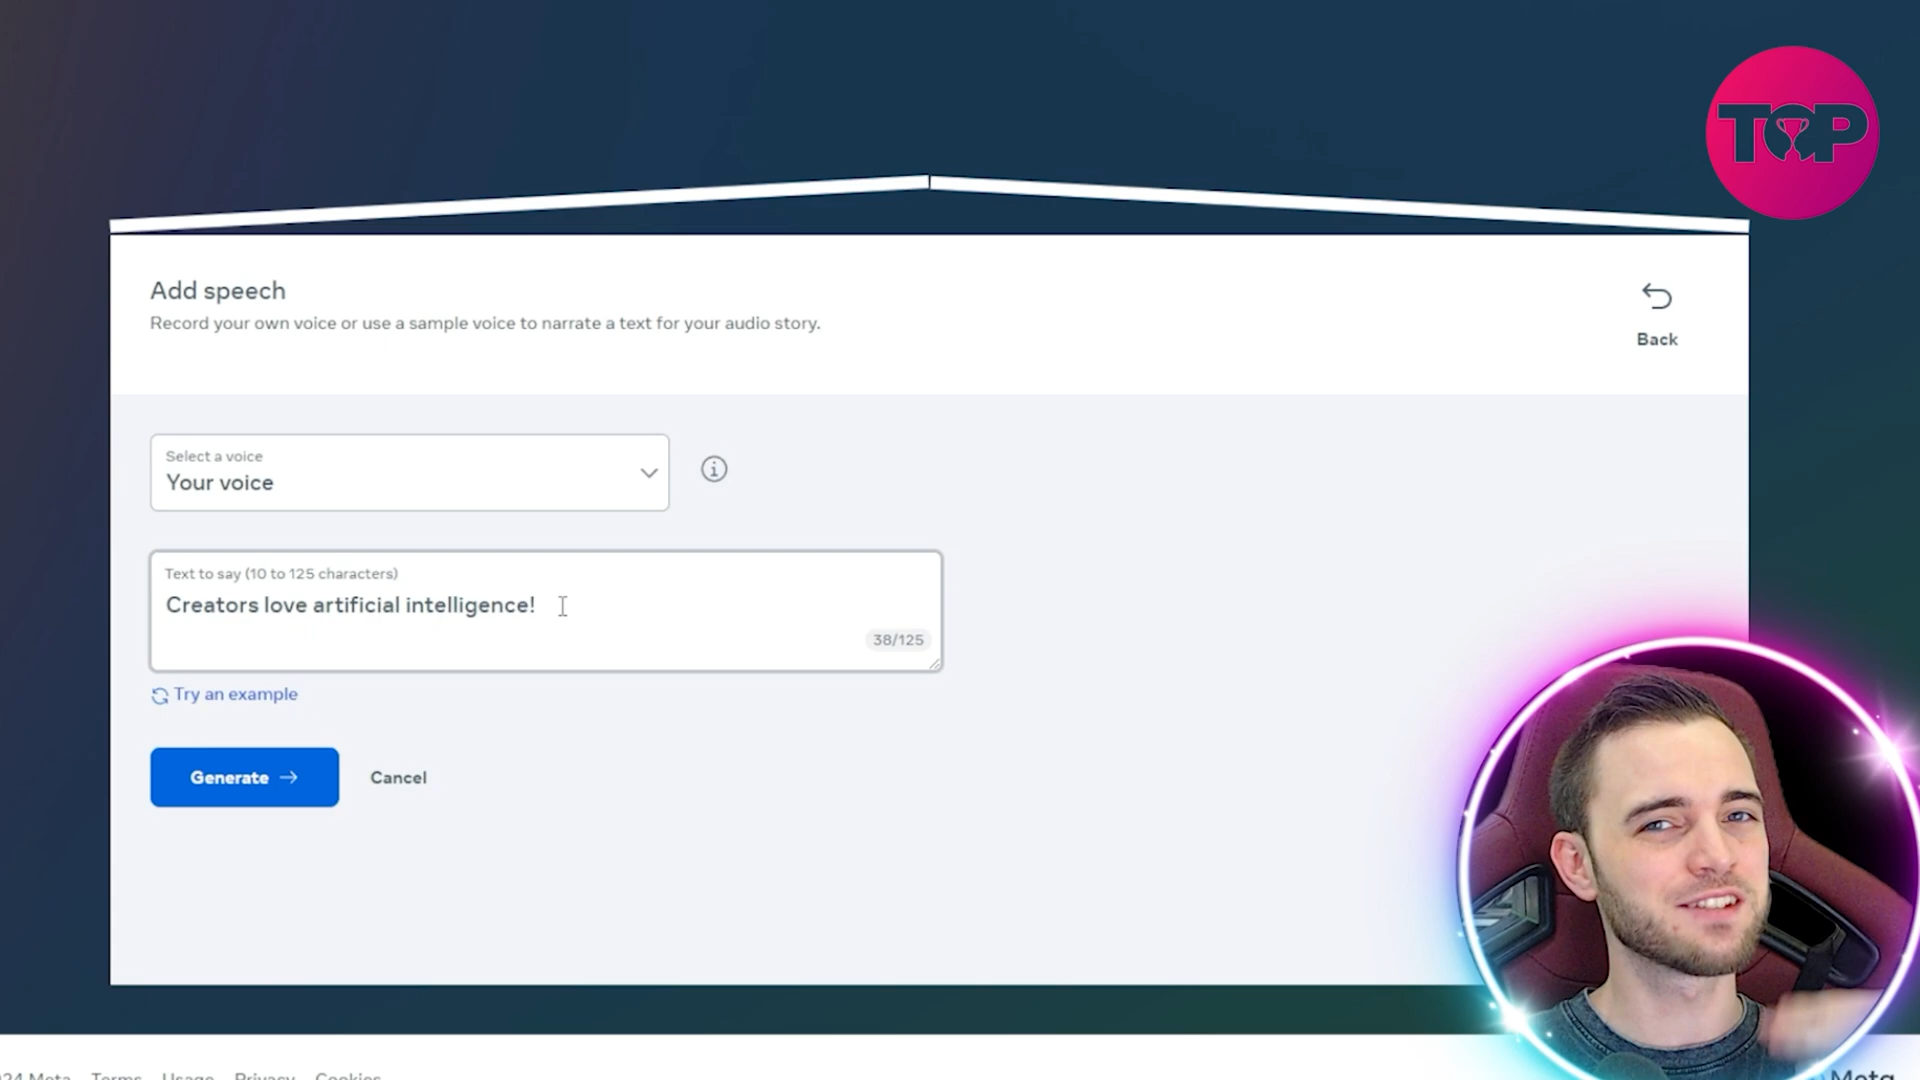 TOP
Add speech
Record your own voice or use a sample voice to narrate a text for your audio story.
Back
Select a voice
Your voice
Text to say (10 to 125 characters)
Creators love artificial intelligence!
38/125
Try an example
Generate
Cancel
Meta Terms Usage Privacy Cookies
Meta